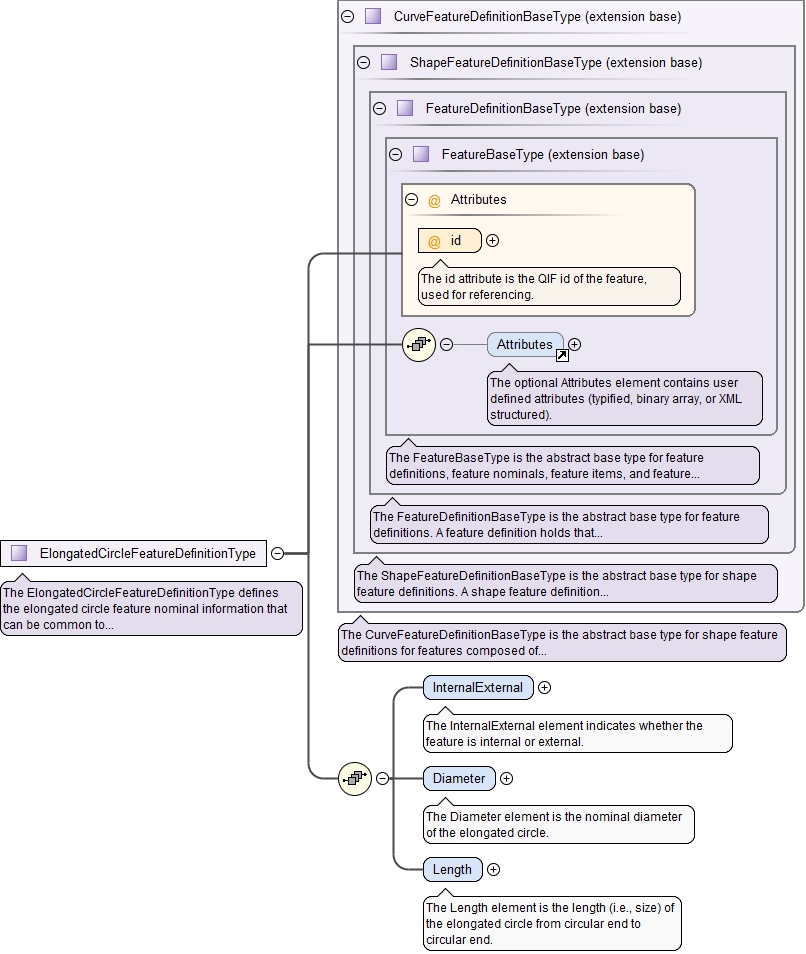 CurveFeatureDefinitionBaseType (extension base)
ShapeFeatureDefinitionBaseType (extension base)
FeatureDefinitionBaseType (extension base)
FeatureBaseType (extension base)
@ Attributes
@ id
The id attribute is the QIF id of the feature,
used for referencing.
Attributes
The optional Attributes element contains user
defined attributes (typified, binary array, or XML
structured).
The FeatureBaseType is the abstract base type for feature
definitions, feature nominals, feature items, and feature...
The FeatureDefinitionBaseType is the abstract base type for feature
definitions. A feature definition holds that...
ElongatedCircleFeatureDefinitionType
The ElongatedCircleFeatureDefinitionType defines
the elongated circle feature nominal information that
can be common to...
The ShapeFeatureDefinitionBaseType is the abstract base type for shape
feature definitions. A shape feature definition...
The CurveFeatureDefinitionBaseType is the abstract base type for shape feature
definitions for features composed of...
InternalExternal
The InternalExternal element indicates whether the
feature is internal or external.
Diameter
The Diameter element is the nominal diameter
of the elongated circle.
Length
The Length element is the length (i.e., size) of
the elongated circle from circular end to
circular end.